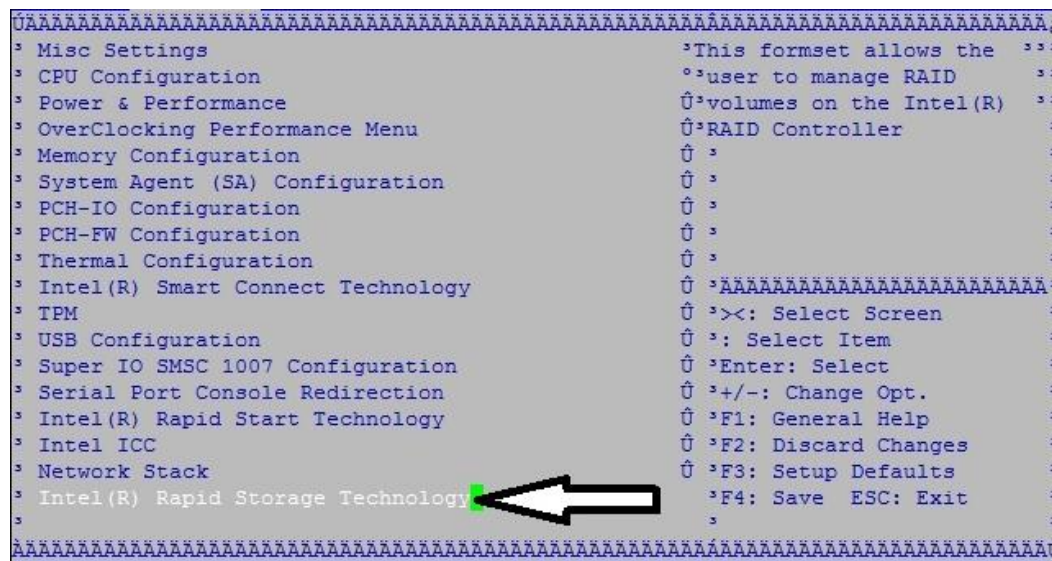 Misc Settings
CPU Configuration
Power & Performance
OverClocking Performance Menu
Memory Configuration
System Agent (SA) Configuration
PCH-IO Configuration
PCH-FW Configuration
Thermal Configuration
Intel(R) Smart Connect Technology
TPM
USB Configuration
Super IO SMSC 1007 Configuration
Serial Port Console Redirection
Intel(R) Rapid Start Technology
Intel ICC
Network Stack
Intel(R) Rapid Storage Technology
This formset allows the
user to manage RAID
volumes on the Intel(R)
RAID Controller
><: Select Screen
: Select Item
Enter: Select
+/-: Change Opt.
F1: General Help
F2: Discard Changes
F3: Setup Defaults
F4: Save  ESC: Exit